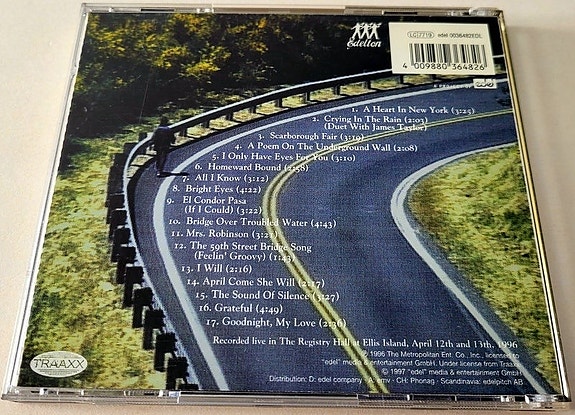 Edelton
LC 7719 edel 0036482EDL
4 009880 364826
1. A Heart In New York (3:25)
2. Crying In The Rain (2:03)
(Duet With James Taylor)
3. Scarborough Fair (3:19)
4. A Poem On The Underground Wall (2:08)
5. I Only Have Eyes For You (3:10)
6. Homeward Bound (2:58)
7. All I Know (3:12)
8. Bright Eyes (4:22)
9. El Condor Pasa
(If I Could) (3:22)
10. Bridge Over Troubled Water (4:43)
11. Mrs. Robinson (3:21)
12. The 59th Street Bridge Song
(Feelin' Groovy) (1:43)
13. I Will (2:16)
14. April Come She Will (2:17)
15. The Sound Of Silence (3:27)
16. Grateful (4:49)
17. Goodnight, My Love (2:36)
Recorded live in The Registry Hall at Ellis Island, April 12th and 13th, 1996
℗ 1996 The Metropolitan Ent. Co., Inc., licensed to
"edel" media & entertainment GmbH. Under license from Traaxx
© 1997 "edel" media & entertainment GmbH
Distribution: D: edel company · A: emv · CH: Phonag · Scandinavia: edelpitch AB
TRAAXX